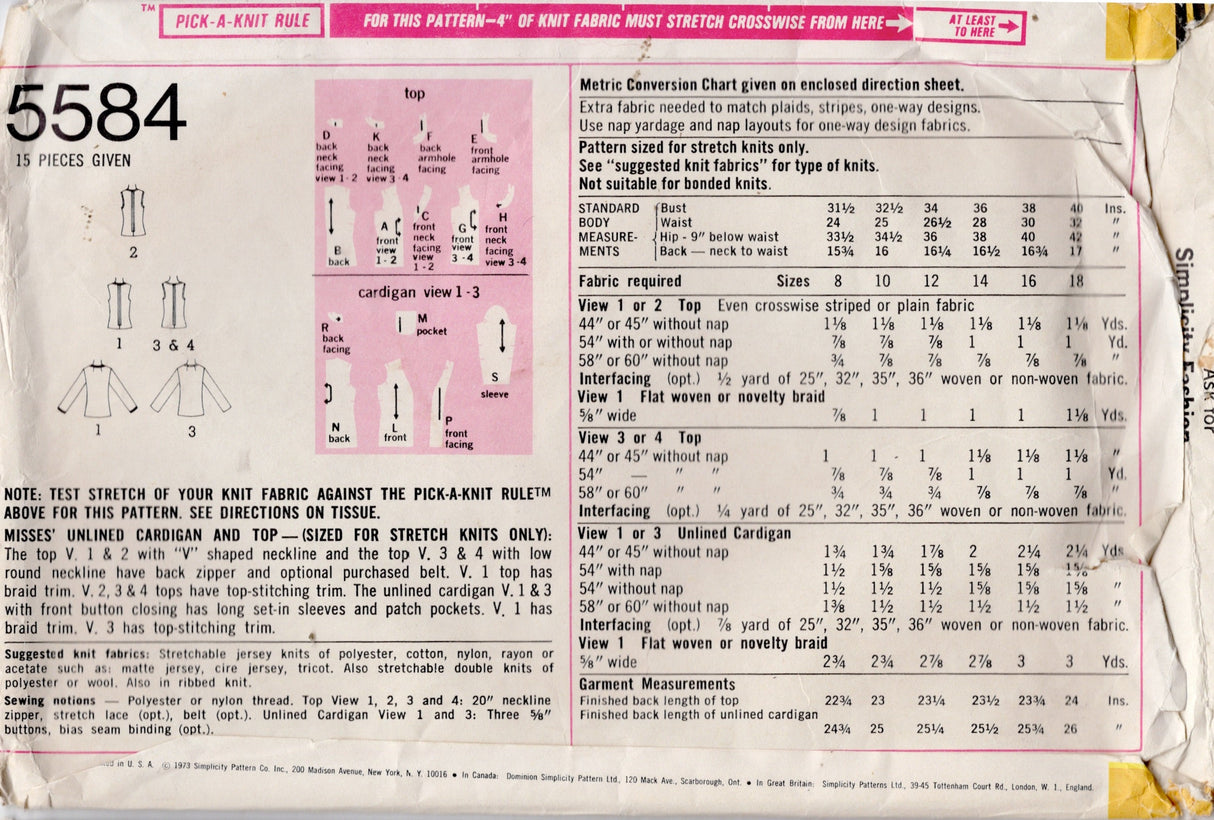 TM PICK-A-KNIT RULE FOR THIS PATTERN—4" OF KNIT FABRIC MUST STRETCH CROSSWISE FROM HERE AT LEAST TO HERE
5584
15 PIECES GIVEN
2
1 3 & 4
1 3
top
D back neck facing view 1-2
K back neck facing view 3-4
F back armhole facing
E front armhole facing
B back
A front view 1-2
C front neck facing view 1-2
G front view 3-4
H front neck facing view 3-4
cardigan view 1-3
R back facing
M pocket
S sleeve
N back
L front
P front facing
NOTE: TEST STRETCH OF YOUR KNIT FABRIC AGAINST THE PICK-A-KNIT RULE™
ABOVE FOR THIS PATTERN. SEE DIRECTIONS ON TISSUE.
MISSES' UNLINED CARDIGAN AND TOP—(SIZED FOR STRETCH KNITS ONLY):
The top V. 1 & 2 with "V" shaped neckline and the top V. 3 & 4 with low
round neckline have back zipper and optional purchased belt. V. 1 top has
braid trim. V. 2, 3 & 4 tops have top-stitching trim. The unlined cardigan V. 1 & 3
with front button closing has long set-in sleeves and patch pockets. V. 1 has
braid trim. V. 3 has top-stitching trim.
Suggested knit fabrics: Stretchable jersey knits of polyester, cotton, nylon, rayon or
acetate such as: matte jersey, cire jersey, tricot. Also stretchable double knits of
polyester or wool. Also in ribbed knit.
Sewing notions — Polyester or nylon thread. Top View 1, 2, 3 and 4: 20" neckline
zipper, stretch lace (opt.), belt (opt.). Unlined Cardigan View 1 and 3: Three ⅝"
buttons, bias seam binding (opt.).
Metric Conversion Chart given on enclosed direction sheet.
Extra fabric needed to match plaids, stripes, one-way designs.
Use nap yardage and nap layouts for one-way design fabrics.
Pattern sized for stretch knits only.
See "suggested knit fabrics" for type of knits.
Not suitable for bonded knits.
STANDARD Bust 31½ 32½ 34 36 38 40 Ins.
BODY Waist 24 25 26½ 28 30 32 "
MEASURE- Hip - 9" below waist 33½ 34½ 36 38 40 42 "
MENTS Back — neck to waist 15¾ 16 16¼ 16½ 16¾ 17 "
Fabric required Sizes 8 10 12 14 16 18
View 1 or 2 Top Even crosswise striped or plain fabric
44" or 45" without nap 1⅛ 1⅛ 1⅛ 1⅛ 1⅛ 1⅛ Yds.
54" with or without nap ⅞ ⅞ ⅞ 1 1 1 Yd.
58" or 60" without nap ¾ ⅞ ⅞ ⅞ ⅞ ⅞ "
Interfacing (opt.) ½ yard of 25", 32", 35", 36" woven or non-woven fabric.
View 1 Flat woven or novelty braid
⅝" wide ⅞ 1 1 1 1 1⅛ Yds.
View 3 or 4 Top
44" or 45" without nap 1 1 - 1 1⅛ 1⅛ 1⅛ "
54" — " " ⅞ ⅞ ⅞ 1 1 1 Yd.
58" or 60" " " ¾ ¾ ¾ ⅞ ⅞ ⅞ "
Interfacing (opt.) ¼ yard of 25", 32", 35", 36" woven or non-woven fabric.
View 1 or 3 Unlined Cardigan
44" or 45" without nap 1¾ 1¾ 1⅞ 2 2¼ 2¼ Yds
54" with nap 1½ 1⅝ 1⅝ 1⅝ 1⅝ 1⅝
54" without nap 1½ 1½ 1½ 1⅝ 1⅝ 1⅝ "
58" or 60" without nap 1⅜ 1½ 1½ 1½ 1½ 1½ "
Interfacing (opt.) ⅞ yard of 25", 32", 35", 36" woven or non-woven fabric.
View 1 Flat woven or novelty braid
⅝" wide 2¾ 2¾ 2⅞ 2⅞ 3 3 Yds.
Garment Measurements
Finished back length of top 22¾ 23 23¼ 23½ 23¾ 24 Ins.
Finished back length of unlined cardigan
24¾ 25 25¼ 25½ 25¾ 26 "
in U. S. A. © 1973 Simplicity Pattern Co. Inc., 200 Madison Avenue, New York, N. Y. 10016 ● In Canada: Dominion Simplicity Pattern Ltd., 120 Mack Ave., Scarborough, Ont. ● In Great Britain: Simplicity Patterns Ltd., 39-45 Tottenham Court Rd., London, W. 1., England.
Simplicity Fashion
ASK for